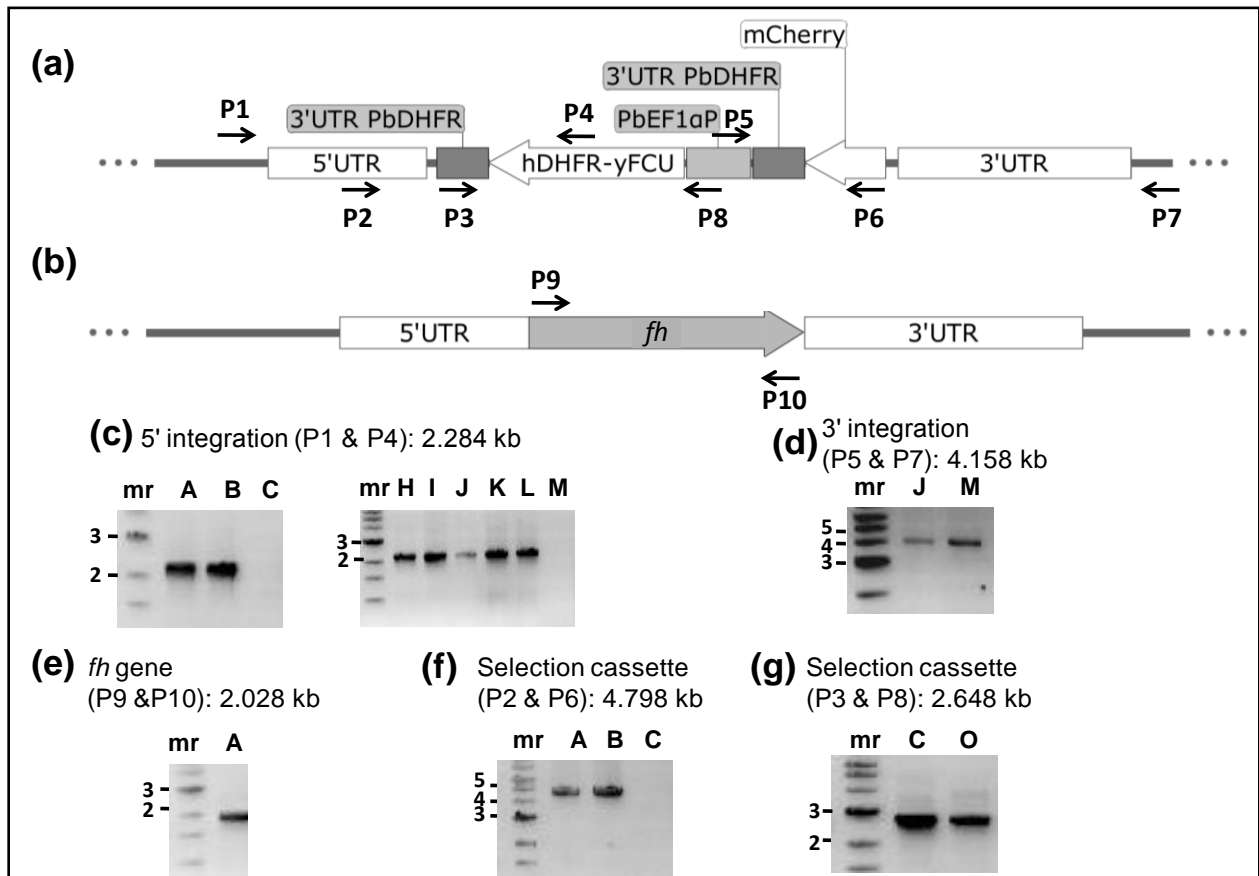 (a)
mCherry
3'UTR PbDHFR
P1
3'UTR PbDHFR
P4
PbEF1αP
P5
5'UTR
hDHFR-yFCU
3'UTR
P2
P3
P8
P6
P7
(b)
P9
5'UTR
fh
3'UTR
P10
(c) 5' integration (P1 & P4): 2.284 kb
mr A B C
3
2
mr H I J K L M
3
2
(d) 3' integration
(P5 & P7): 4.158 kb
mr J M
5
4
3
(e) fh gene
(P9 &P10): 2.028 kb
mr A
3
2
(f) Selection cassette
(P2 & P6): 4.798 kb
mr A B C
5
4
3
(g) Selection cassette
(P3 & P8): 2.648 kb
mr C O
3
2